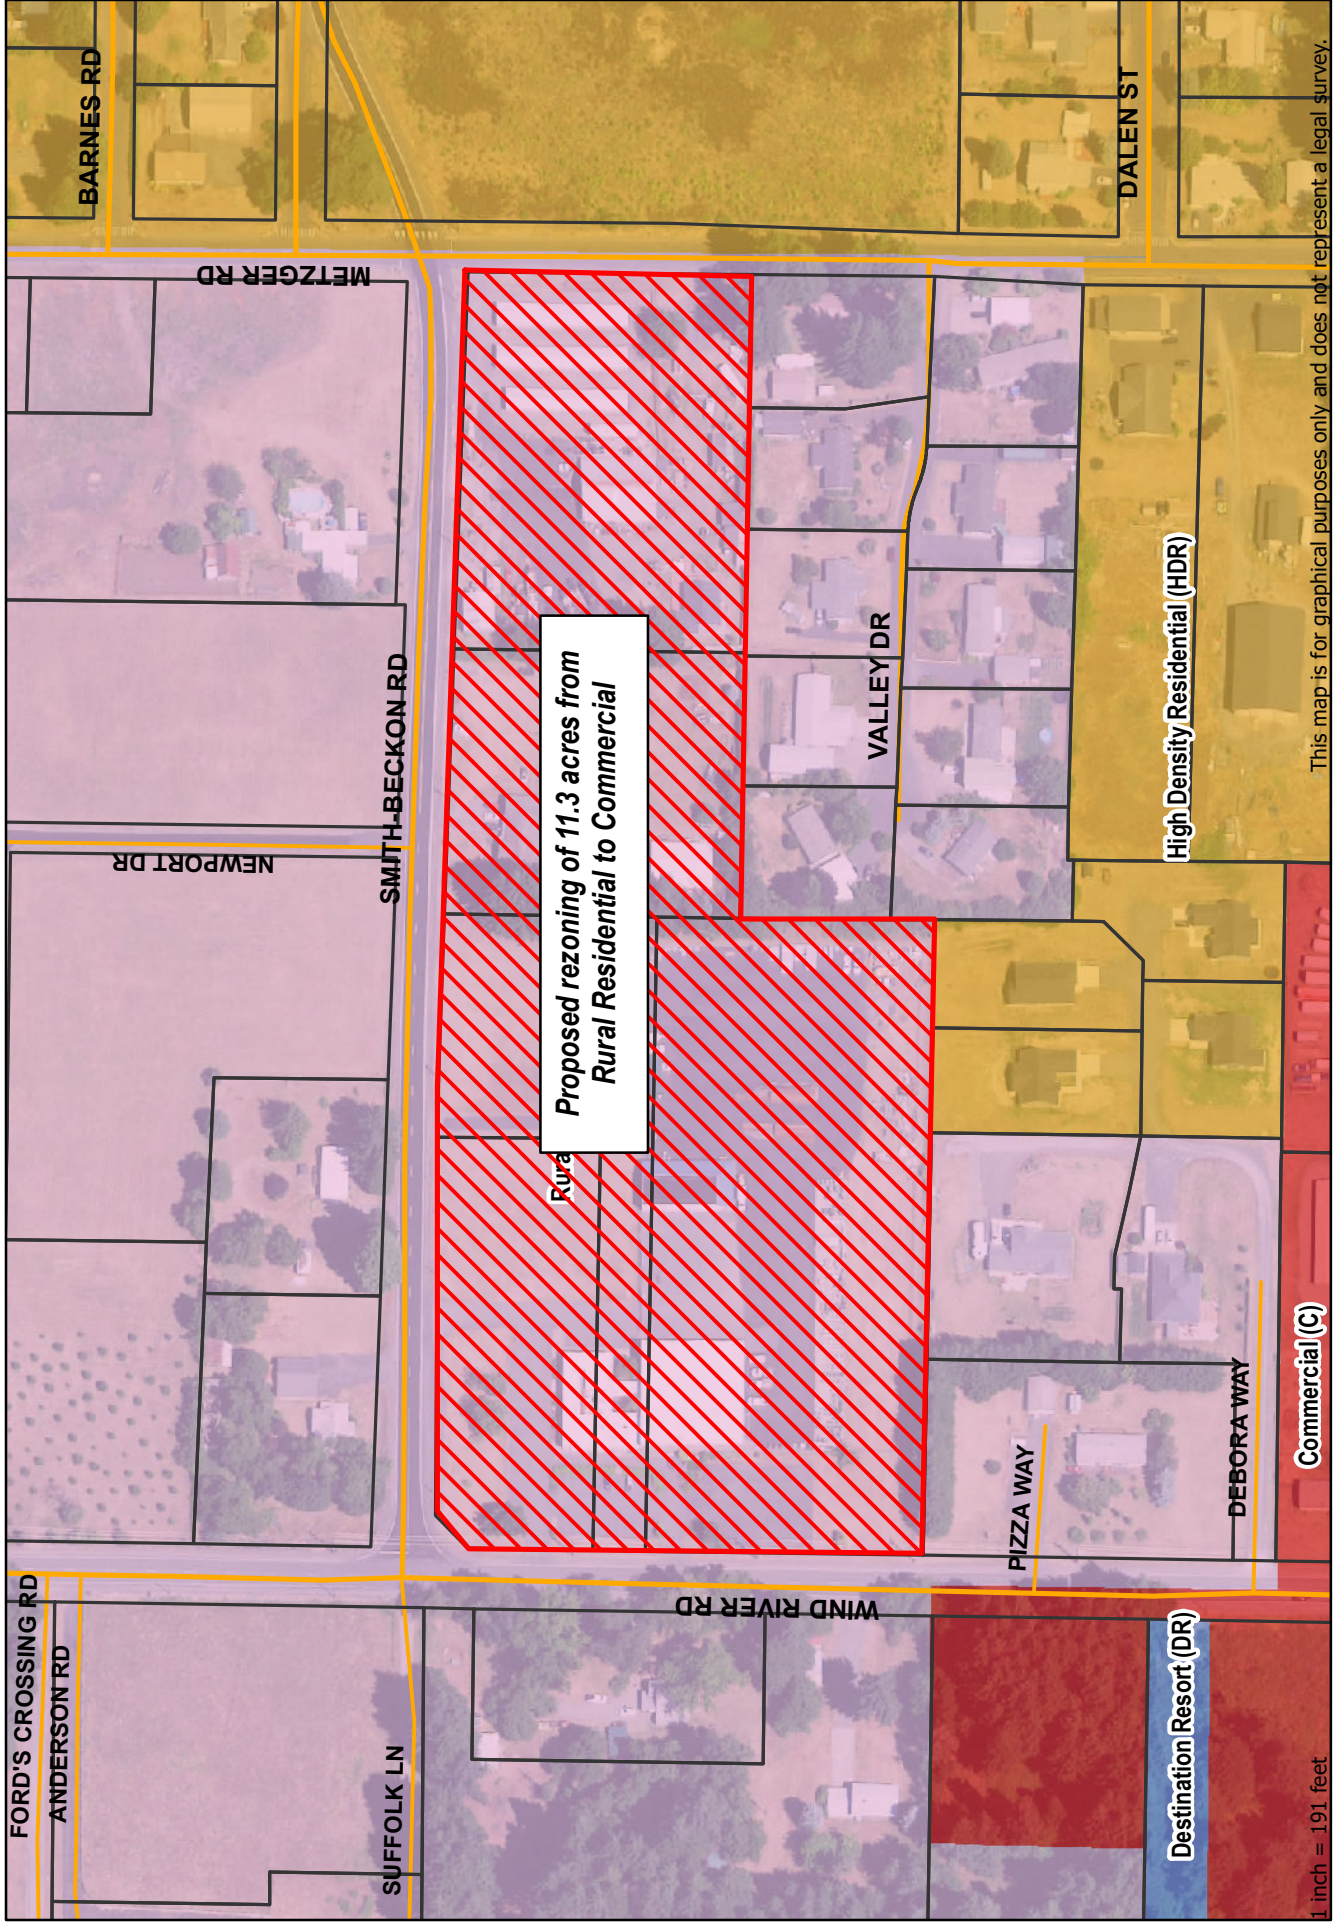 BARNES RD
METZGER RD
DALEN ST
SMITH-BECKON RD
NEWPORT DR
VALLEY DR
Proposed rezoning of 11.3 acres from
Rural Residential to Commercial
Rura
High Density Residential (HDR)
FORD'S CROSSING RD
ANDERSON RD
SUFFOLK LN
WIND RIVER RD
PIZZA WAY
DEBORA WAY
Commercial (C)
Destination Resort (DR)
1 inch = 191 feet
This map is for graphical purposes only and does not represent a legal survey.